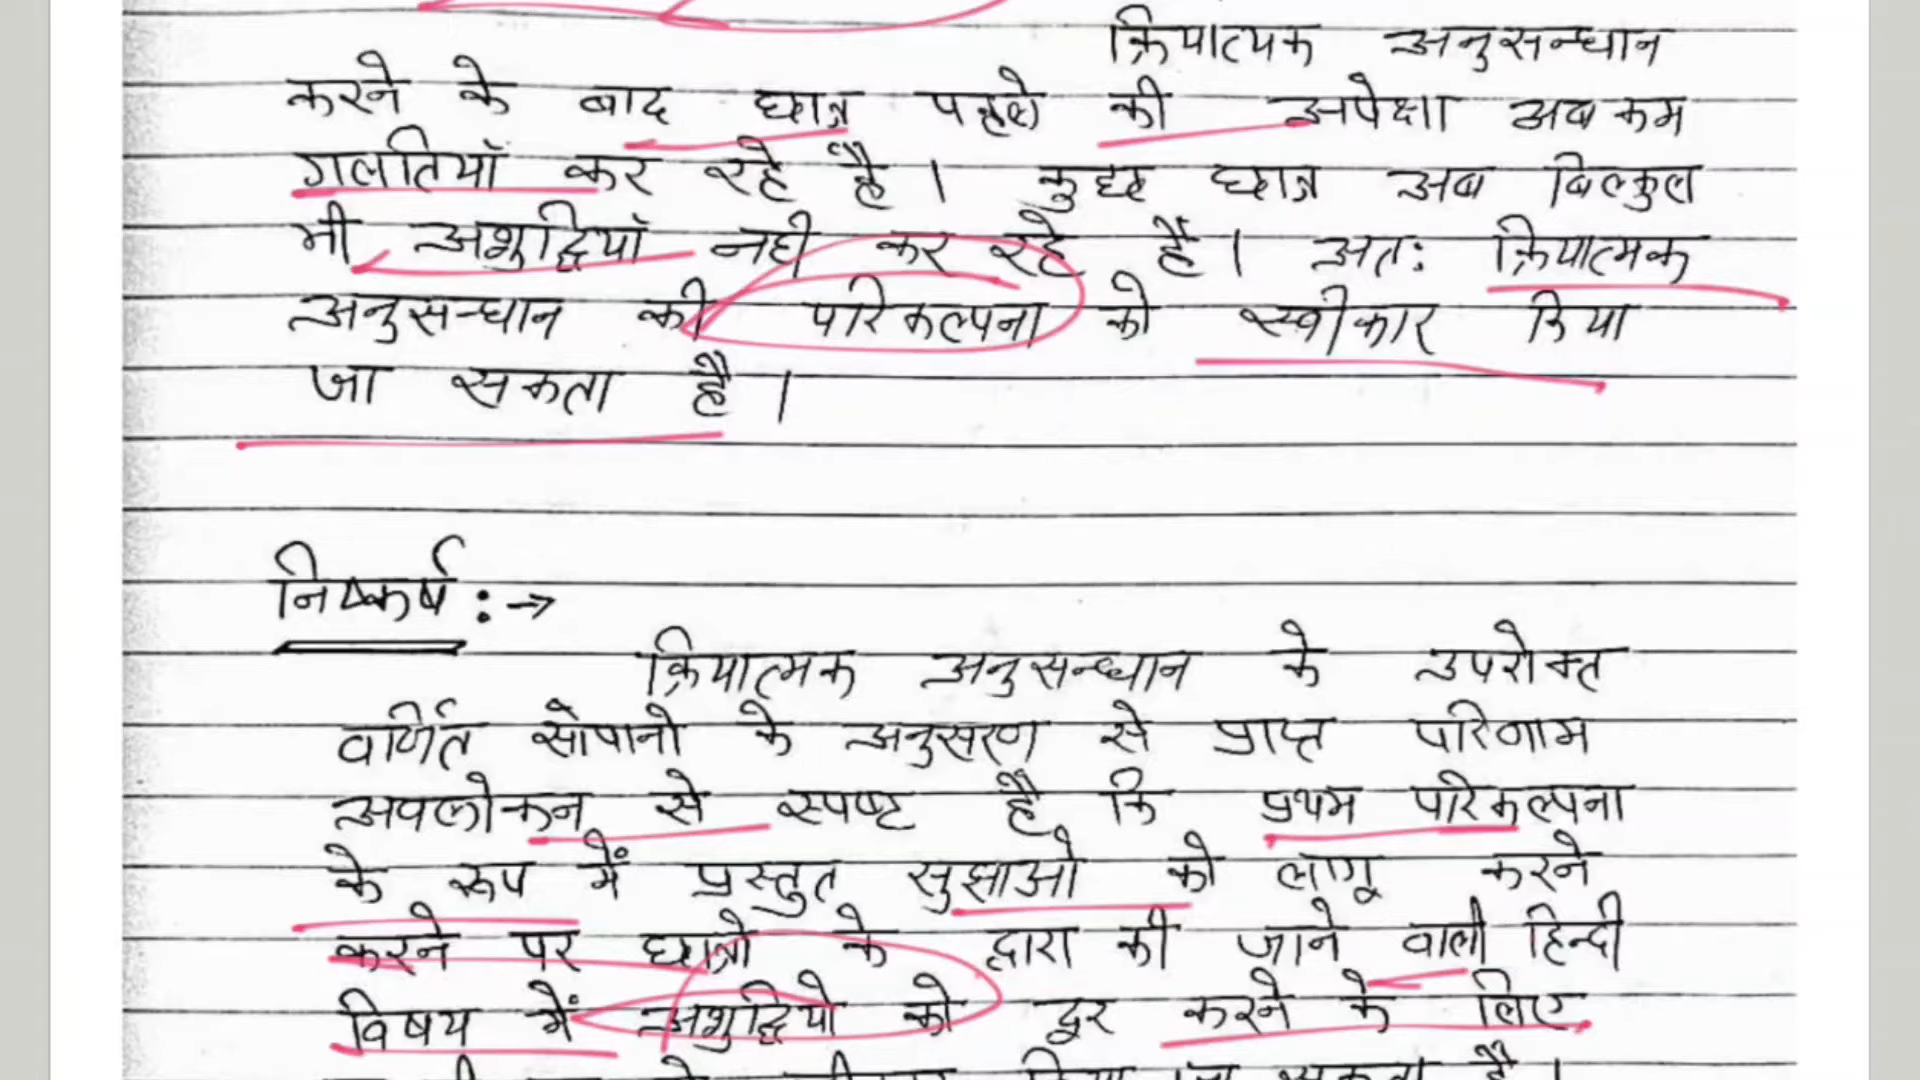 क्रियात्यक अनुसन्धान
करने के बाद छात्र पहले की अपेक्षा अब कम
गलतियाँ कर रहे है । कुछ छात्र अब बिल्कुल
भी अशुद्धियाँ नही कर रहे है । अतः क्रियात्मक
अनुसन्धान की परिकल्पना को स्वीकार किया
जा सकता है ।
निष्कर्ष :→
क्रियात्मक अनुसन्धान के उपरोक्त
वर्णित सोपानो के अनुसरण से प्राप्त परिणाम
अवलोकन से स्पष्ट है कि प्रथम परिकल्पना
के रूप में प्रस्तुत सुझाओ को लागू करने
करने पर छात्रो के द्वारा की जाने वाली हिन्दी
विषय में अशुद्धियो को दूर करने के लिए
किया जा सकता है ।